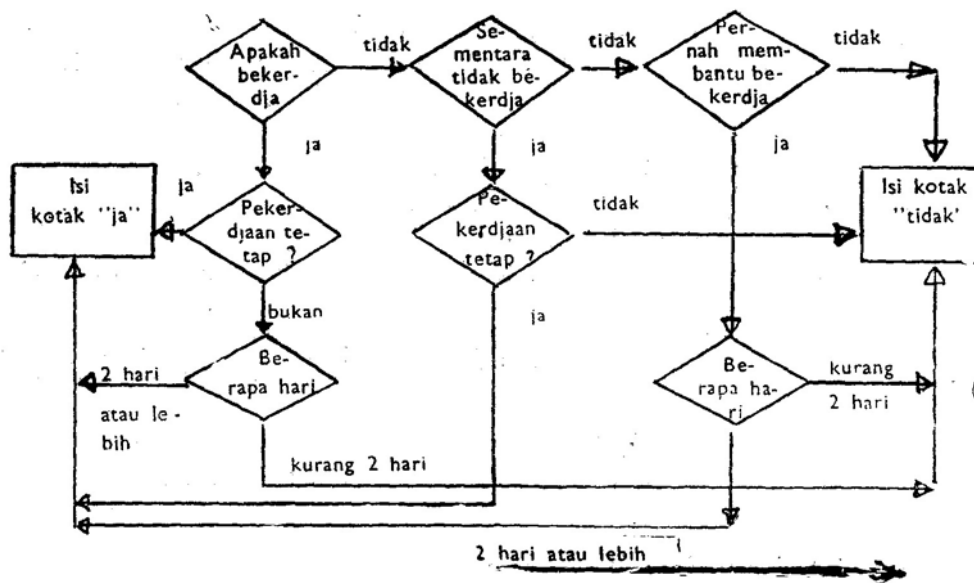 Apakah
beker-
dja
tidak
Se-
mentara
tidak bekerdja
tidak
Per-
nah mem-
bantu be-
kerdja
tidak
ja
ja
ja
Isi
kotak "ja"
ja
Peker-
djaan te-
tap ?
Pe-
kerdjaan
tetap ?
tidak
Isi kotak
"tidak'
bukan
ja
2 hari
atau le-
bih
Be-
rapa hari
Be-
rapa ha-
ri
kurang
2 hari
kurang 2 hari
2 hari atau lebih